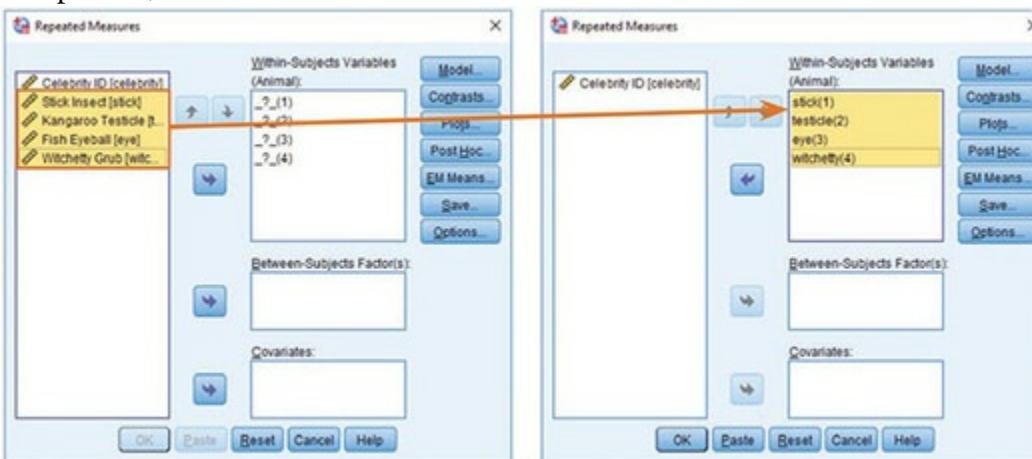 Repeated Measures
Within-Subjects Variables
(Animal):
Celebrity ID [celebrity]
Stick Insect [stick]
Kangaroo Testicle [t...
Fish Eyeball [eye]
Witchetty Grub [witc...
_?_(1)
_?_(2)
_?_(3)
_?_(4)
Model...
Contrasts...
Plots...
Post Hoc...
EM Means...
Save...
Options...
Between-Subjects Factor(s):
Covariates:
OK Paste Reset Cancel Help
Repeated Measures
Within-Subjects Variables
(Animal):
Celebrity ID [celebrity]
stick(1)
testicle(2)
eye(3)
witchetty(4)
Model...
Contrasts...
Plots...
Post Hoc...
EM Means...
Save...
Options...
Between-Subjects Factor(s):
Covariates:
OK Paste Reset Cancel Help